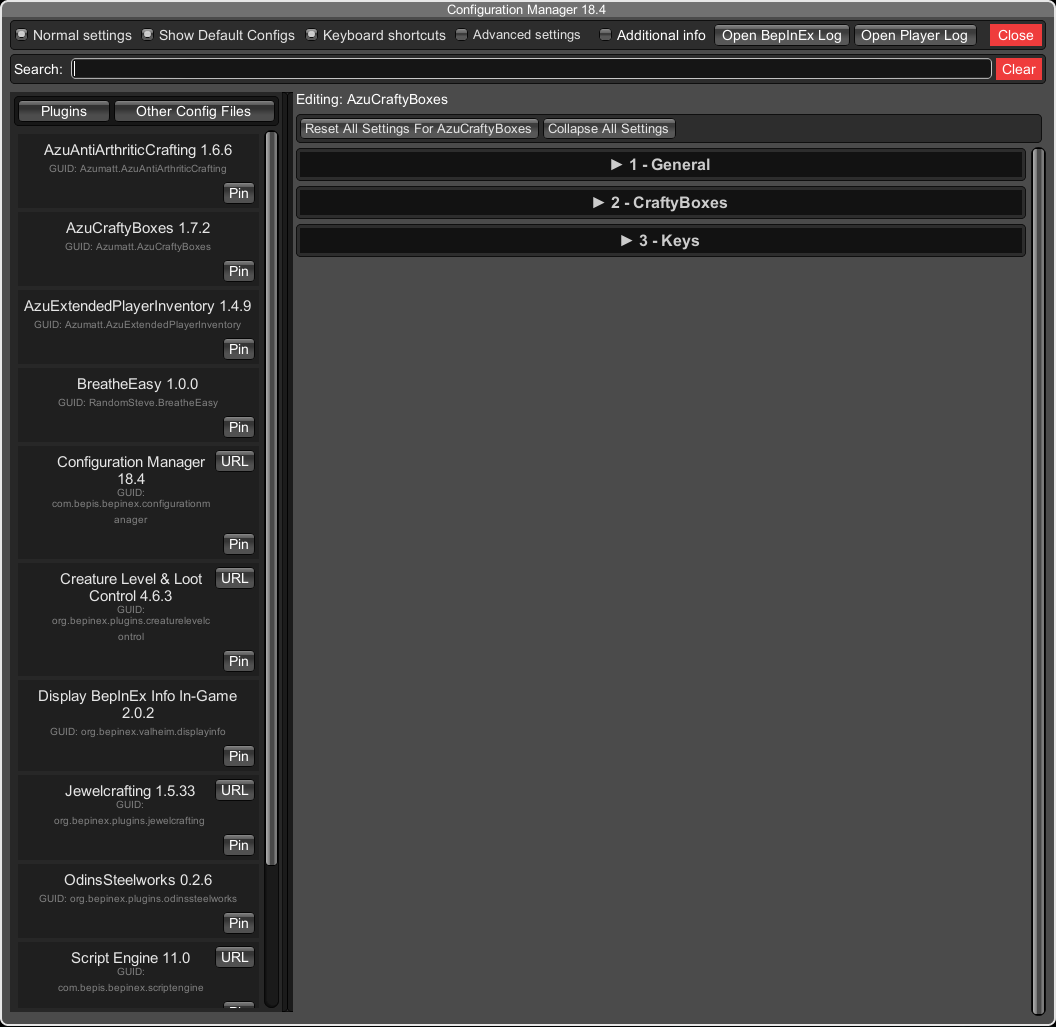 Configuration Manager 18.4
Normal settings Show Default Configs Keyboard shortcuts Advanced settings Additional info Open BepInEx Log Open Player Log Close
Search: Clear
Plugins Other Config Files
AzuAntiArthriticCrafting 1.6.6
GUID: Azumatt.AzuAntiArthriticCrafting
Pin
AzuCraftyBoxes 1.7.2
GUID: Azumatt.AzuCraftyBoxes
Pin
AzuExtendedPlayerInventory 1.4.9
GUID: Azumatt.AzuExtendedPlayerInventory
Pin
BreatheEasy 1.0.0
GUID: RandomSteve.BreatheEasy
Pin
Configuration Manager URL
18.4
GUID:
com.bepis.bepinex.configurationm
anager
Pin
Creature Level & Loot URL
Control 4.6.3
GUID:
org.bepinex.plugins.creaturelevelc
ontrol
Pin
Display BepInEx Info In-Game
2.0.2
GUID: org.bepinex.valheim.displayinfo
Pin
Jewelcrafting 1.5.33 URL
GUID:
org.bepinex.plugins.jewelcrafting
Pin
OdinsSteelworks 0.2.6
GUID: org.bepinex.plugins.odinssteelworks
Pin
Script Engine 11.0 URL
GUID:
com.bepis.bepinex.scriptengine
Editing: AzuCraftyBoxes
Reset All Settings For AzuCraftyBoxes Collapse All Settings
▶ 1 - General
▶ 2 - CraftyBoxes
▶ 3 - Keys